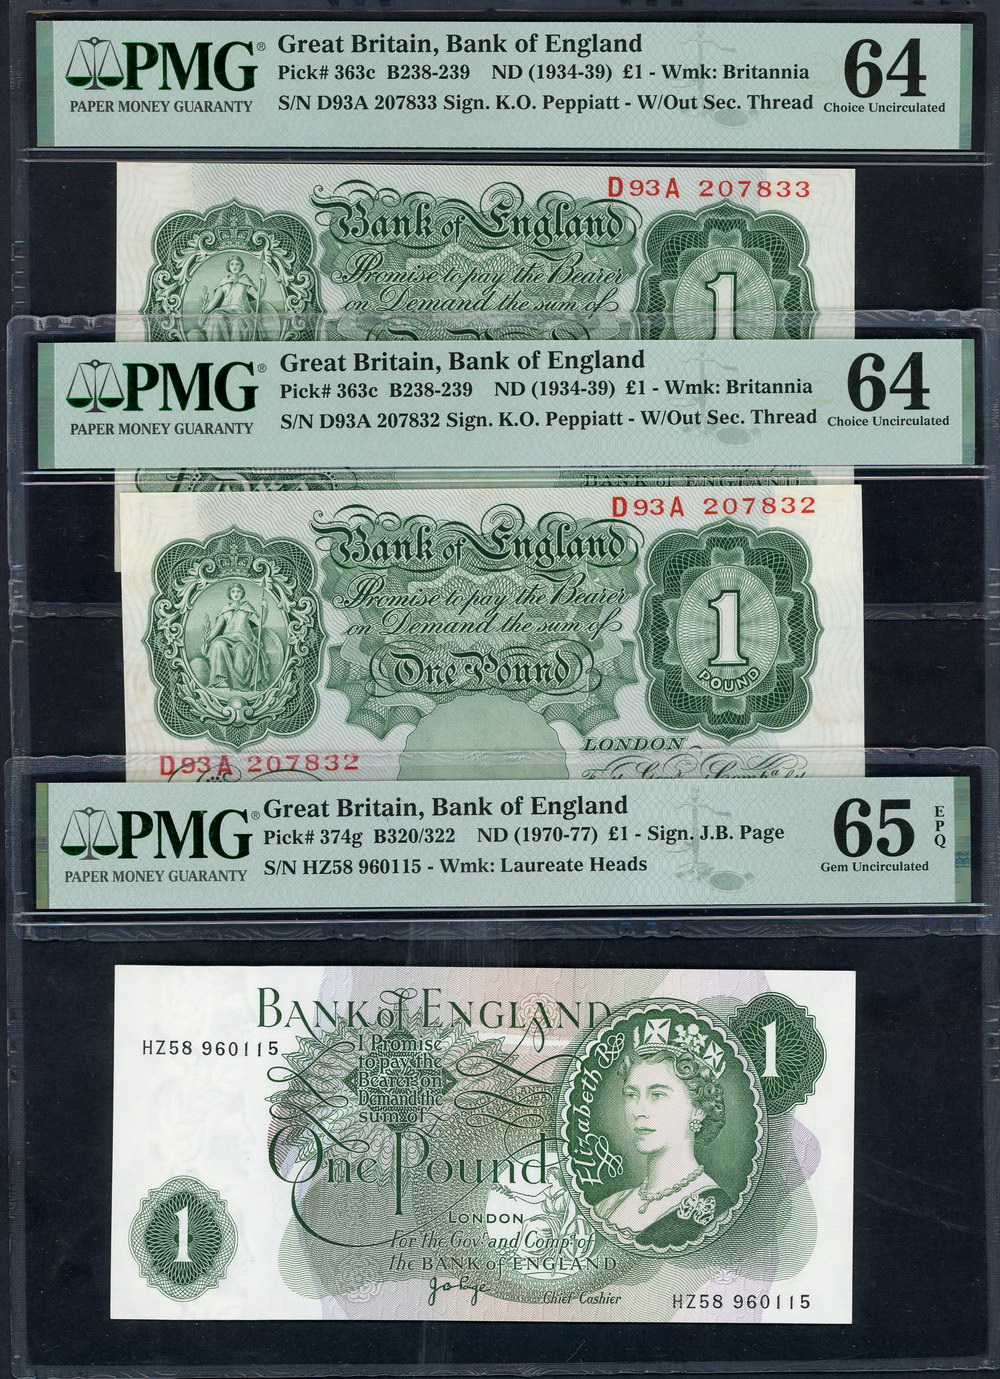 PMG®
PAPER MONEY GUARANTY
Great Britain, Bank of England
Pick# 363c B238-239 ND (1934-39) £1 - Wmk: Britannia
S/N D93A 207833 Sign. K.O. Peppiatt - W/Out Sec. Thread
64
Choice Uncirculated
D93A 207833
Bank of England
Promise to pay the Bearer
on Demand the sum of
1
PMG®
PAPER MONEY GUARANTY
Great Britain, Bank of England
Pick# 363c B238-239 ND (1934-39) £1 - Wmk: Britannia
S/N D93A 207832 Sign. K.O. Peppiatt - W/Out Sec. Thread
64
Choice Uncirculated
BANK OF ENGLAND
D93A 207832
Bank of England
Promise to pay the Bearer
on Demand the sum of
One Pound
1
POUND
LONDON
D93A 207832
PMG®
PAPER MONEY GUARANTY
Great Britain, Bank of England
Pick# 374g B320/322 ND (1970-77) £1 - Sign. J.B. Page
S/N HZ58 960115 - Wmk: Laureate Heads
65
EPQ
Gem Uncirculated
BANK of ENGLAND
HZ58 960115
I Promise
to pay the
Bearer on
Demand the
sum of
One Pound
LONDON
For the Gov: and Comp: of
the BANK of ENGLAND
Chief Cashier
Elizabeth R
1
1
HZ58 960115